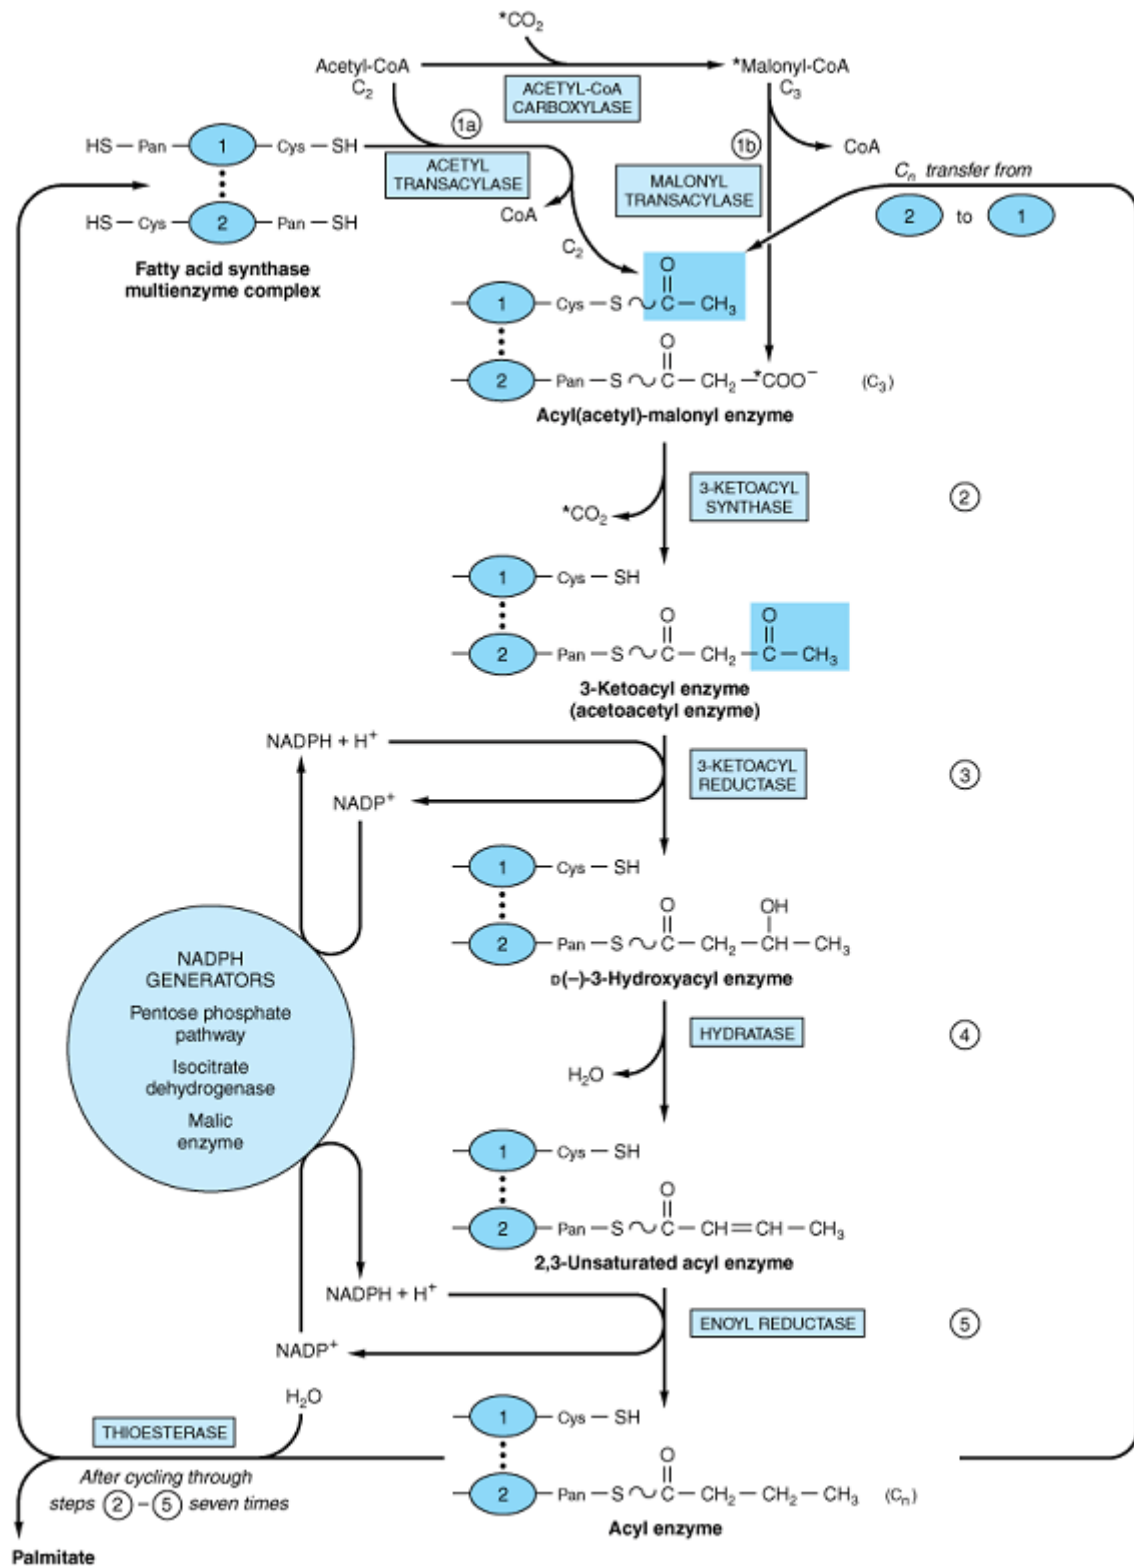 *CO₂
Acetyl-CoA
C₂
*Malonyl-CoA
C₃
ACETYL-CoA
CARBOXYLASE
1a
1b
HS—Pan—1—Cys—SH
ACETYL
TRANSACYLASE
CoA
MALONYL
TRANSACYLASE
CoA
Cₙ transfer from
2 to 1
HS—Cys—2—Pan—SH
Fatty acid synthase
multienzyme complex
C₂
O
1—Cys—S~C—CH₃
O
2—Pan—S~C—CH₂—*COO⁻ (C₃)
Acyl(acetyl)-malonyl enzyme
3-KETOACYL
SYNTHASE
2
*CO₂
1—Cys—SH
O O
2—Pan—S~C—CH₂—C—CH₃
3-Ketoacyl enzyme
(acetoacetyl enzyme)
NADPH + H⁺
3-KETOACYL
REDUCTASE
3
NADP⁺
1—Cys—SH
O OH
2—Pan—S~C—CH₂—CH—CH₃
D(–)-3-Hydroxyacyl enzyme
NADPH
GENERATORS
Pentose phosphate
pathway
Isocitrate
dehydrogenase
Malic
enzyme
HYDRATASE
4
H₂O
1—Cys—SH
O
2—Pan—S~C—CH=CH—CH₃
2,3-Unsaturated acyl enzyme
NADPH + H⁺
ENOYL REDUCTASE
5
NADP⁺
H₂O
THIOESTERASE
After cycling through
steps 2–5 seven times
Palmitate
1—Cys—SH
O
2—Pan—S~C—CH₂—CH₂—CH₃ (Cₙ)
Acyl enzyme